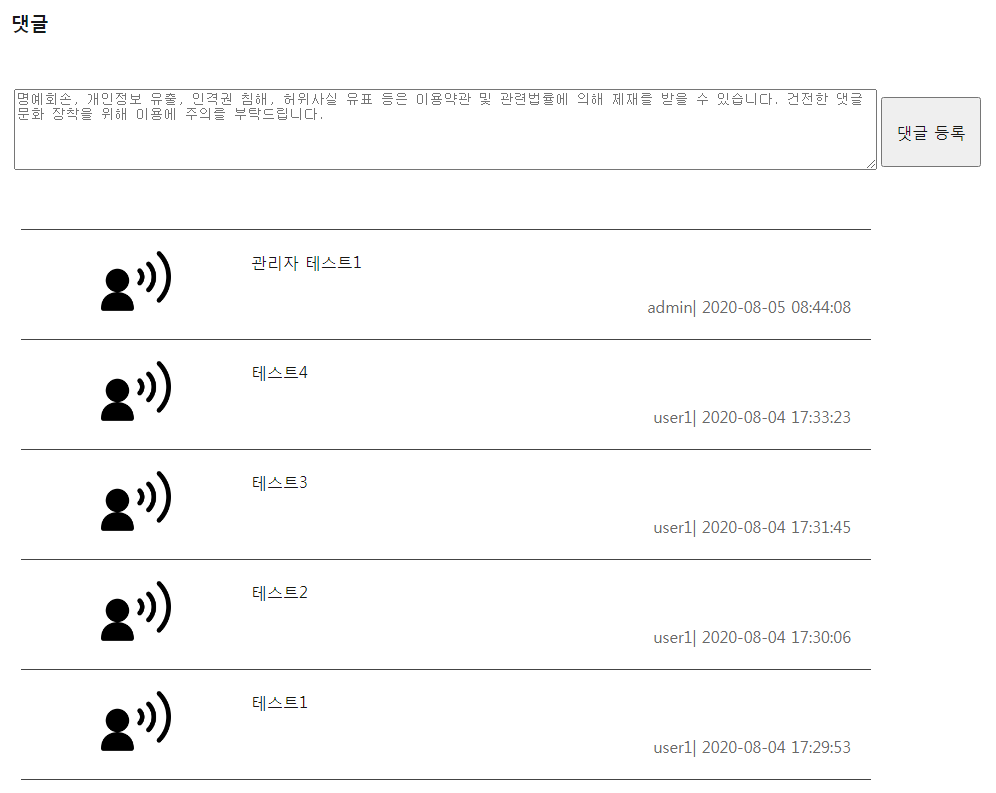 댓글
명예회손, 개인정보 유출, 인격권 침해, 허위사실 유표 등은 이용약관 및 관련법률에 의해 제재를 받을 수 있습니다. 건전한 댓글
문화 장착을 위해 이용에 주의를 부탁드립니다.
댓글 등록
관리자 테스트1
admin| 2020-08-05 08:44:08
테스트4
user1| 2020-08-04 17:33:23
테스트3
user1| 2020-08-04 17:31:45
테스트2
user1| 2020-08-04 17:30:06
테스트1
user1| 2020-08-04 17:29:53